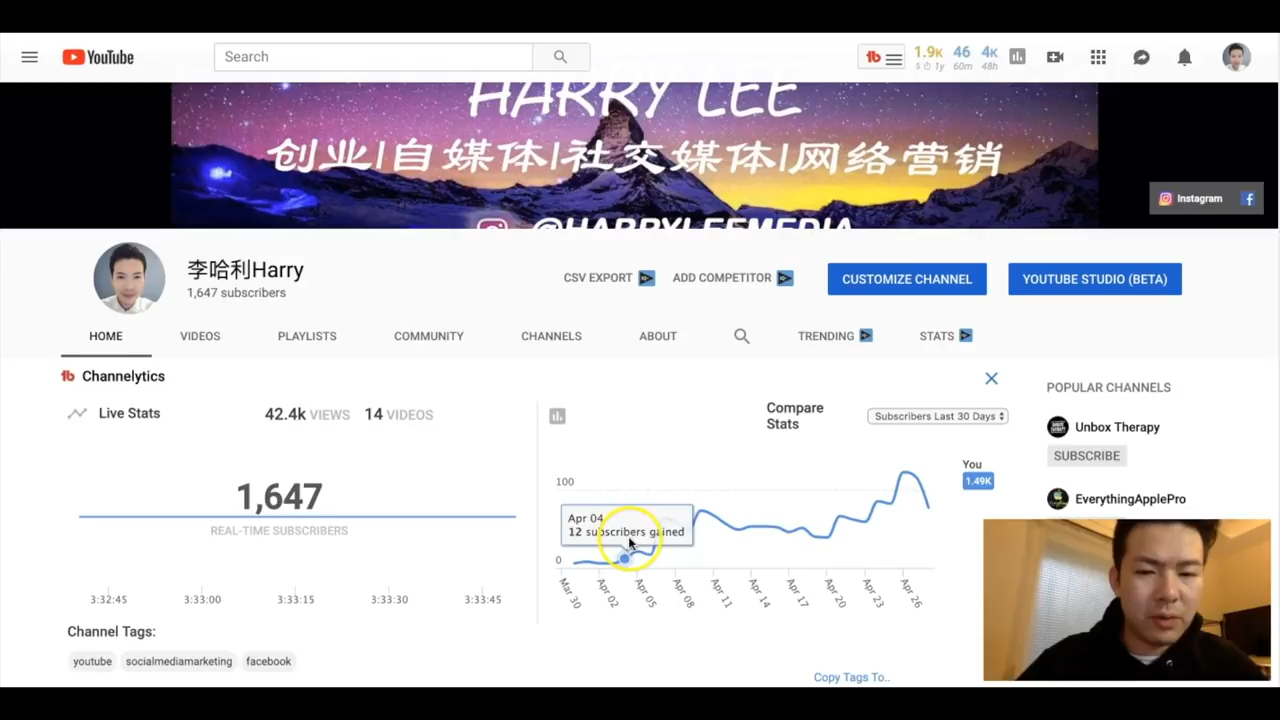 YouTube
Search
1.9K 46 4K
1y 60m 48h
HARRY LEE
创业|自媒体|社交媒体|网络营销
@HARRYLEEMEDIA
Instagram
李哈利Harry
1,647 subscribers
CSV EXPORT
ADD COMPETITOR
CUSTOMIZE CHANNEL
YOUTUBE STUDIO (BETA)
HOME
VIDEOS
PLAYLISTS
COMMUNITY
CHANNELS
ABOUT
TRENDING
STATS
Channelytics
Live Stats
42.4k VIEWS 14 VIDEOS
1,647
REAL-TIME SUBSCRIBERS
3:32:45 3:33:00 3:33:15 3:33:30 3:33:45
Channel Tags:
youtube socialmediamarketing facebook
Compare
Stats
Subscribers Last 30 Days
You
1.49K
100
Apr 04
12 subscribers gained
0
Mar 30 Apr 02 Apr 05 Apr 08 Apr 11 Apr 14 Apr 17 Apr 20 Apr 23 Apr 26
Copy Tags To..
POPULAR CHANNELS
Unbox Therapy
SUBSCRIBE
EverythingApplePro